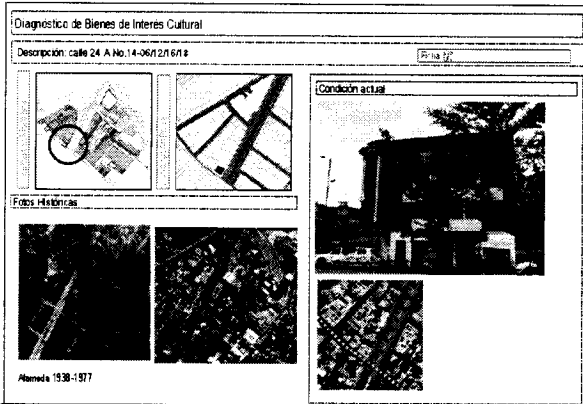 Diagnóstico de Bienes de Interés Cultural
Descripción: calle 24 A No.14-06/12/16/18
Ficha
Condición actual
Fotos Históricas
Alameda 1938-1977